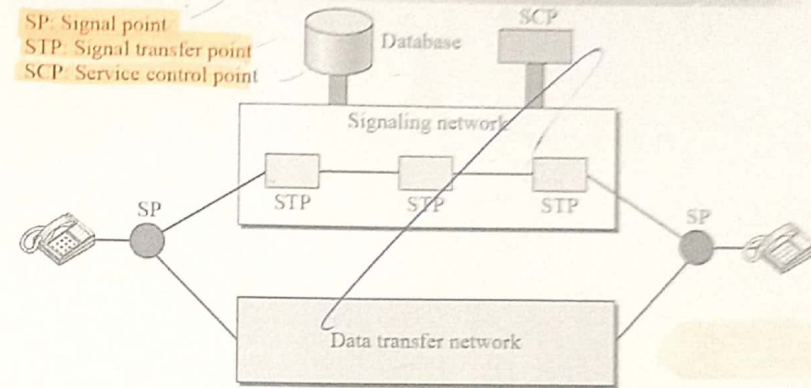 SP: Signal point
STP: Signal transfer point
SCP: Service control point
Database
SCP
Signaling network
STP
STP
STP
SP
SP
Data transfer network